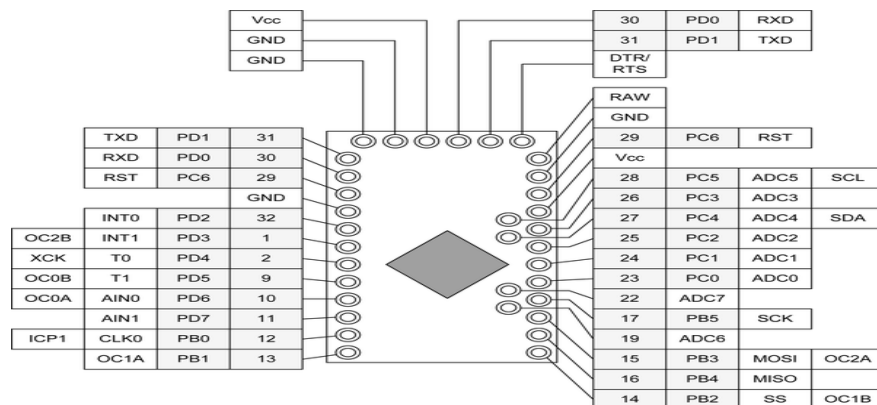 Vcc
GND
GND
30 PD0 RXD
31 PD1 TXD
DTR/
RTS
TXD PD1 31
RXD PD0 30
RST PC6 29
GND
INT0 PD2 32
OC2B INT1 PD3 1
XCK T0 PD4 2
OC0B T1 PD5 9
OC0A AIN0 PD6 10
AIN1 PD7 11
ICP1 CLK0 PB0 12
OC1A PB1 13
RAW
GND
29 PC6 RST
Vcc
28 PC5 ADC5 SCL
26 PC3 ADC3
27 PC4 ADC4 SDA
25 PC2 ADC2
24 PC1 ADC1
23 PC0 ADC0
22 ADC7
17 PB5 SCK
19 ADC6
15 PB3 MOSI OC2A
16 PB4 MISO
14 PB2 SS OC1B